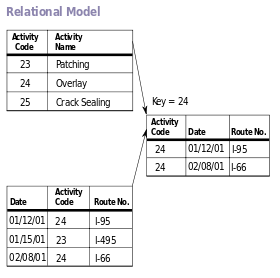 Relational Model
Activity Code Activity Name
23 Patching
24 Overlay
25 Crack Sealing
Key = 24
Activity Code Date Route No.
24 01/12/01 I-95
24 02/08/01 I-66
Date Activity Code Route No.
01/12/01 24 I-95
01/15/01 23 I-495
02/08/01 24 I-66